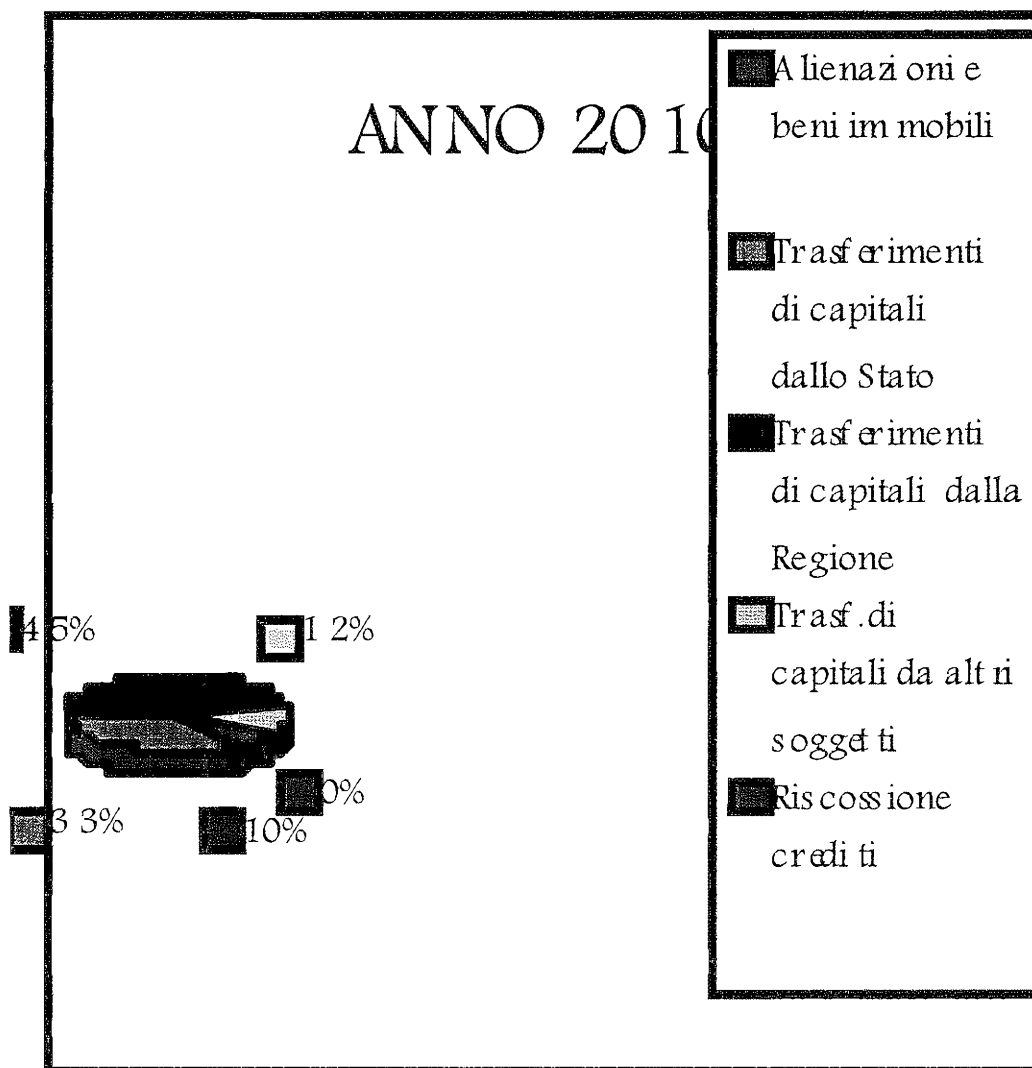 ANNO 2010
Alienazioni e
beni immobili
Trasferimenti
di capitali
dallo Stato
Trasferimenti
di capitali dalla
Regione
Trasf.di
capitali da altri
soggetti
Riscossione
crediti
45%
12%
0%
33%
10%